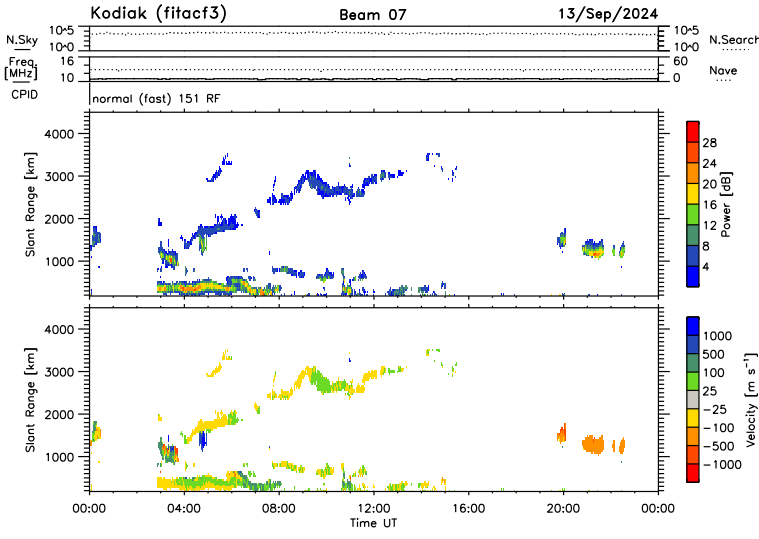 Kodiak (fitacf3) Beam 07 13/Sep/2024
N.Sky 10^5 10^0 10^5 10^0 N.Search
Freq. [MHz] 16 10 60 0 Nave
CPID normal (fast) 151 RF
Slant Range [km] 4000 3000 2000 1000
Power [dB] 28 24 20 16 12 8 4
Slant Range [km] 4000 3000 2000 1000
Velocity [m s⁻¹] 1000 500 100 25 −25 −100 −500 −1000
00:00 04:00 08:00 12:00 16:00 20:00 00:00
Time UT